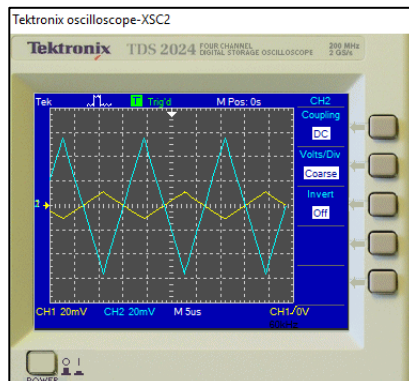 Tektronix oscilloscope-XSC2
Tektronix TDS 2024 FOUR CHANNEL DIGITAL STORAGE OSCILLOSCOPE 200 MHz 2 GS/s
Tek T Trig'd M Pos: 0s CH2
Coupling
DC
Volts/Div
Coarse
Invert
Off
2
CH1 20mV CH2 20mV M 5us CH1/0V
POWER